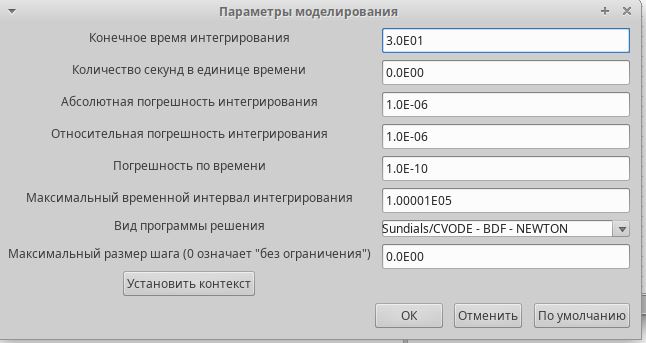 Параметры моделирования
Конечное время интегрирования 3.0E01
Количество секунд в единице времени 0.0E00
Абсолютная погрешность интегрирования 1.0E-06
Относительная погрешность интегрирования 1.0E-06
Погрешность по времени 1.0E-10
Максимальный временной интервал интегрирования 1.00001E05
Вид программы решения Sundials/CVODE - BDF - NEWTON
Максимальный размер шага (0 означает "без ограничения") 0.0E00
Установить контекст
ОК Отменить По умолчанию